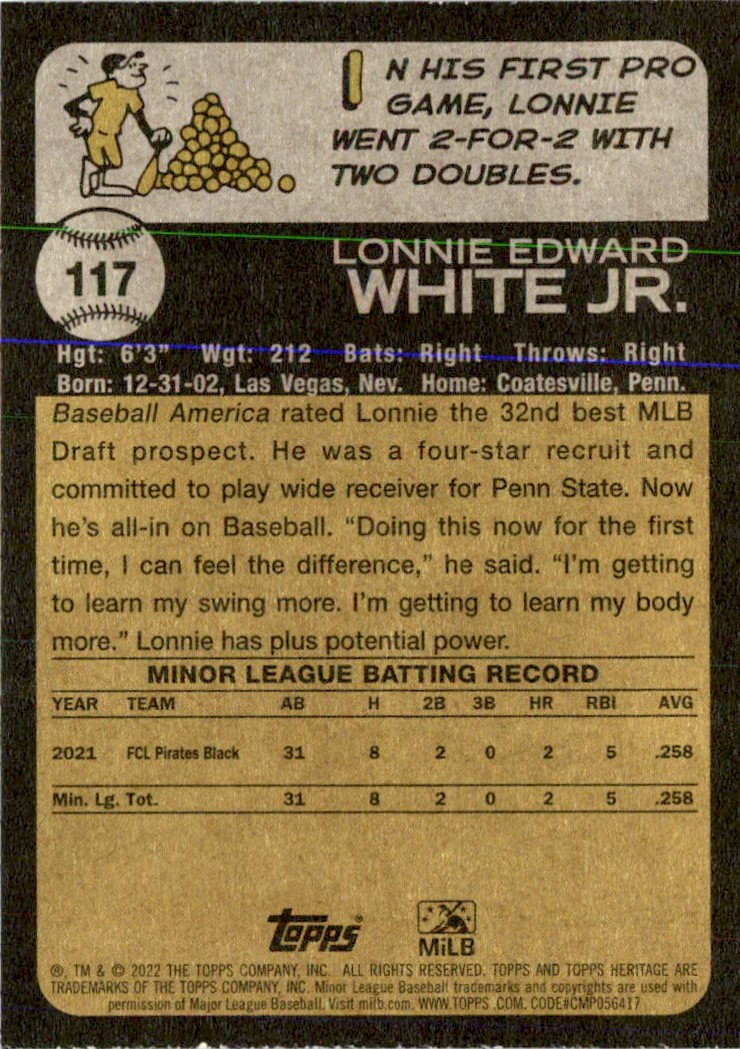 IN HIS FIRST PRO
GAME, LONNIE
WENT 2-FOR-2 WITH
TWO DOUBLES.
117
LONNIE EDWARD
WHITE JR.
Hgt: 6'3" Wgt: 212 Bats: Right Throws: Right
Born: 12-31-02, Las Vegas, Nev. Home: Coatesville, Penn.
Baseball America rated Lonnie the 32nd best MLB
Draft prospect. He was a four-star recruit and
committed to play wide receiver for Penn State. Now
he's all-in on Baseball. "Doing this now for the first
time, I can feel the difference," he said. "I'm getting
to learn my swing more. I'm getting to learn my body
more." Lonnie has plus potential power.
MINOR LEAGUE BATTING RECORD
YEAR TEAM AB H 2B 3B HR RBI AVG
2021 FCL Pirates Black 31 8 2 0 2 5 .258
Min. Lg. Tot. 31 8 2 0 2 5 .258
Topps®
MiLB
®, TM & © 2022 THE TOPPS COMPANY, INC. ALL RIGHTS RESERVED. TOPPS AND TOPPS HERITAGE ARE
TRADEMARKS OF THE TOPPS COMPANY, INC. Minor League Baseball trademarks and copyrights are used with
permission of Major League Baseball. Visit milb.com. WWW.TOPPS.COM. CODE#CMP056417